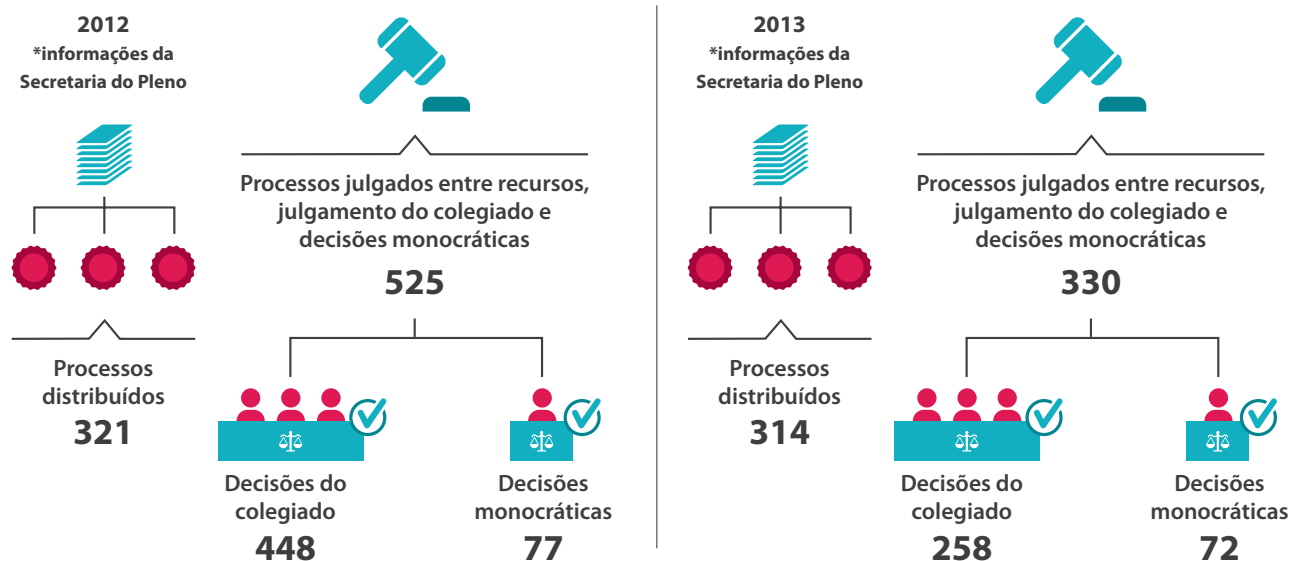 2012
*informações da
Secretaria do Pleno
Processos
distribuídos
321
Processos julgados entre recursos,
julgamento do colegiado e
decisões monocráticas
525
Decisões do
colegiado
448
Decisões
monocráticas
77
2013
*informações da
Secretaria do Pleno
Processos
distribuídos
314
Processos julgados entre recursos,
julgamento do colegiado e
decisões monocráticas
330
Decisões do
colegiado
258
Decisões
monocráticas
72